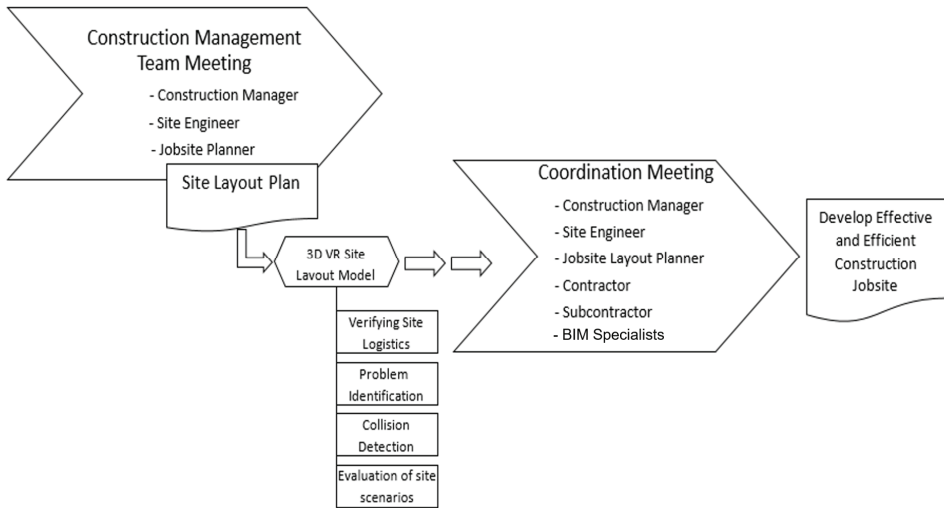 Construction Management
Team Meeting
- Construction Manager
- Site Engineer
- Jobsite Planner
Site Layout Plan
3D VR Site
Layout Model
Verifying Site
Logistics
Problem
Identification
Collision
Detection
Evaluation of site
scenarios
Coordination Meeting
- Construction Manager
- Site Engineer
- Jobsite Layout Planner
- Contractor
- Subcontractor
- BIM Specialists
Develop Effective
and Efficient
Construction
Jobsite